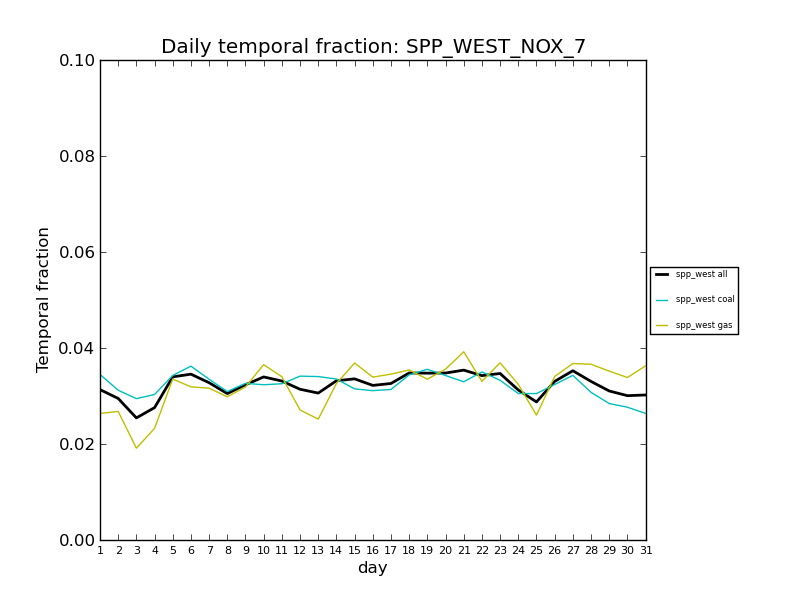 Daily temporal fraction: SPP_WEST_NOX_7
0.10
0.08
0.06
0.04
0.02
0.00
Temporal fraction
1 2 3 4 5 6 7 8 9 10 11 12 13 14 15 16 17 18 19 20 21 22 23 24 25 26 27 28 29 30 31
day
spp_west all
spp_west coal
spp_west gas